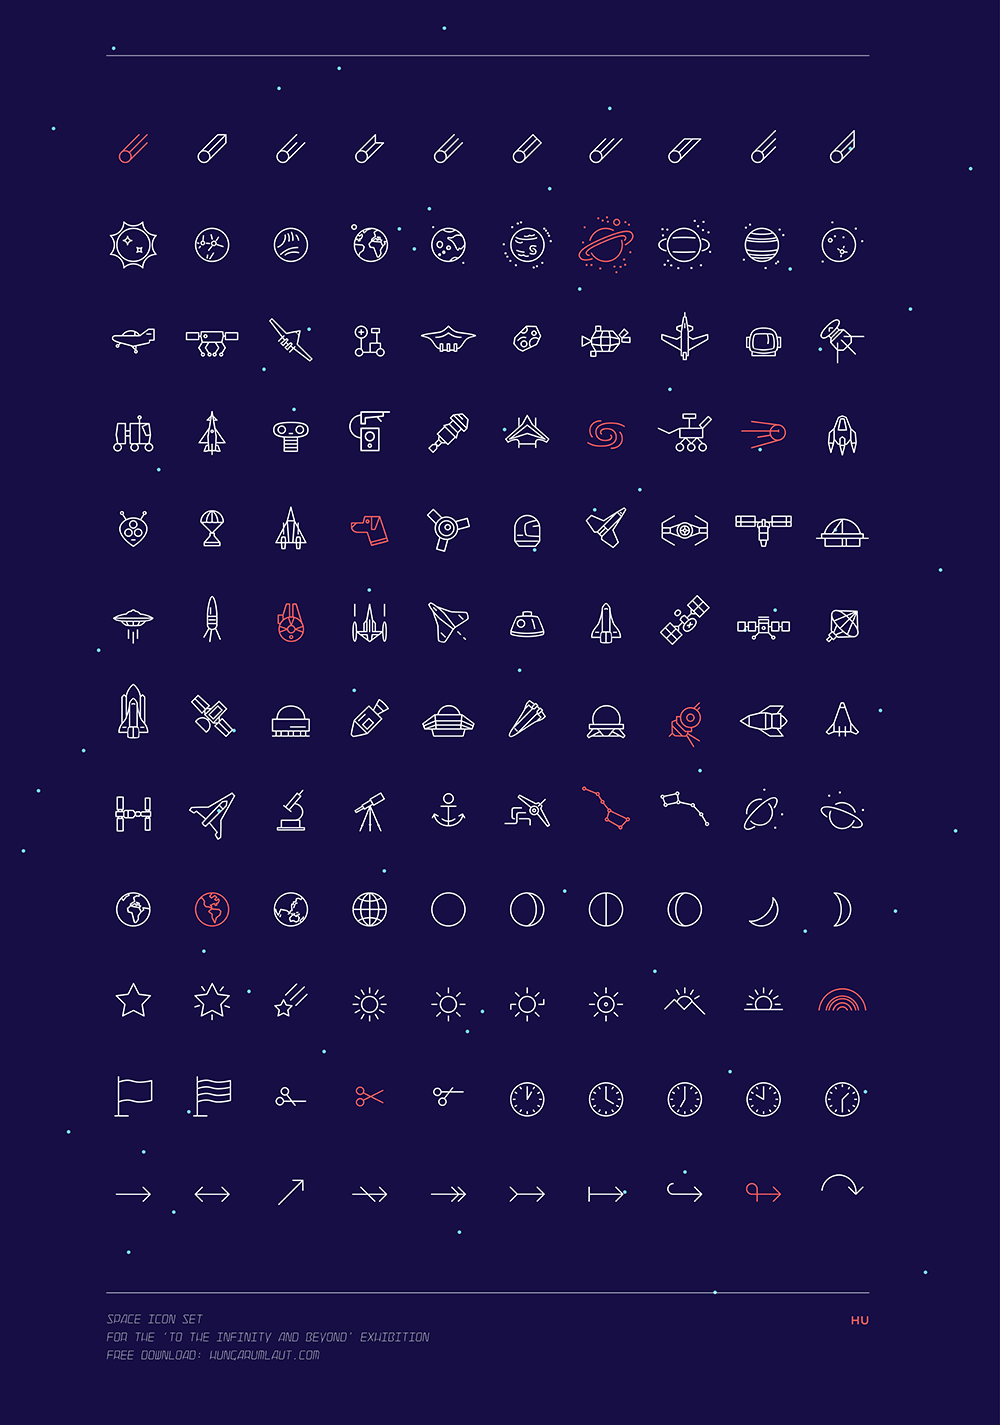 SPACE ICON SET
HU
FOR THE 'TO THE INFINITY AND BEYOND' EXHIBITION
FREE DOWNLOAD: HUNGARUMLAUT.COM